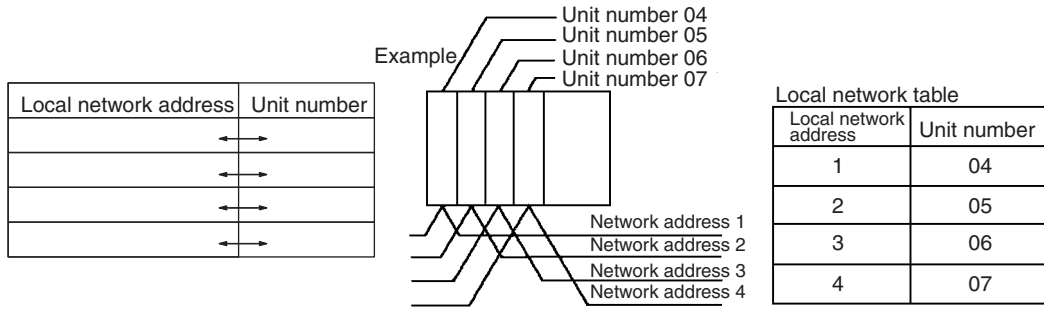 Local network address Unit number
Example
Unit number 04
Unit number 05
Unit number 06
Unit number 07
Network address 1
Network address 2
Network address 3
Network address 4
Local network table
Local network address Unit number
1 04
2 05
3 06
4 07